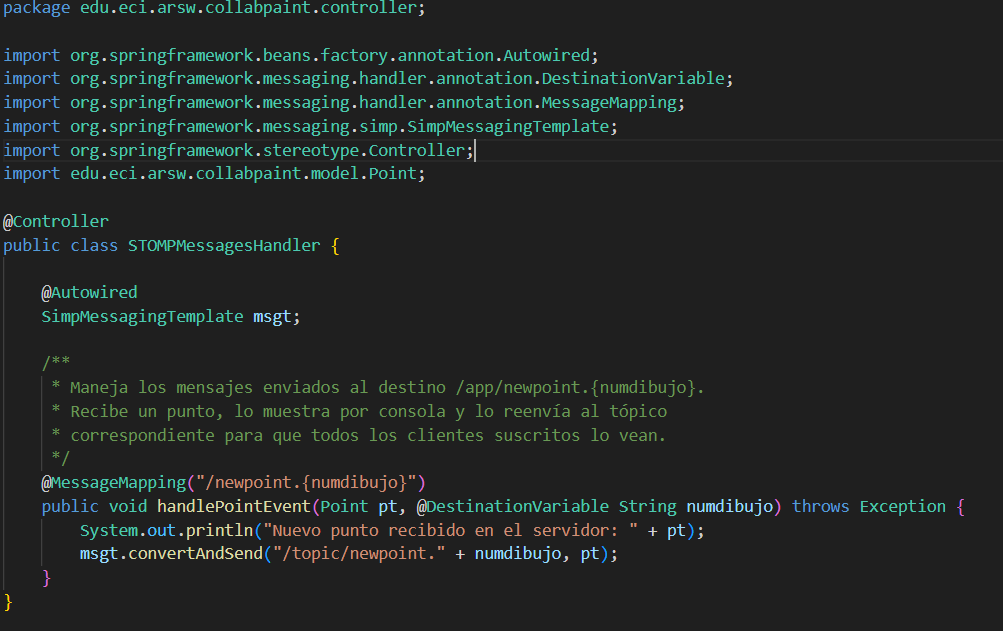 package edu.eci.arsw.collabpaint.controller;
import org.springframework.beans.factory.annotation.Autowired;
import org.springframework.messaging.handler.annotation.DestinationVariable;
import org.springframework.messaging.handler.annotation.MessageMapping;
import org.springframework.messaging.simp.SimpMessagingTemplate;
import org.springframework.stereotype.Controller;
import edu.eci.arsw.collabpaint.model.Point;
@Controller
public class STOMPMessagesHandler {
@Autowired
SimpMessagingTemplate msgt;
/**
* Maneja los mensajes enviados al destino /app/newpoint.{numdibujo}.
* Recibe un punto, lo muestra por consola y lo reenvía al tópico
* correspondiente para que todos los clientes suscritos lo vean.
*/
@MessageMapping("/newpoint.{numdibujo}")
public void handlePointEvent(Point pt, @DestinationVariable String numdibujo) throws Exception {
System.out.println("Nuevo punto recibido en el servidor: " + pt);
msgt.convertAndSend("/topic/newpoint." + numdibujo, pt);
}
}